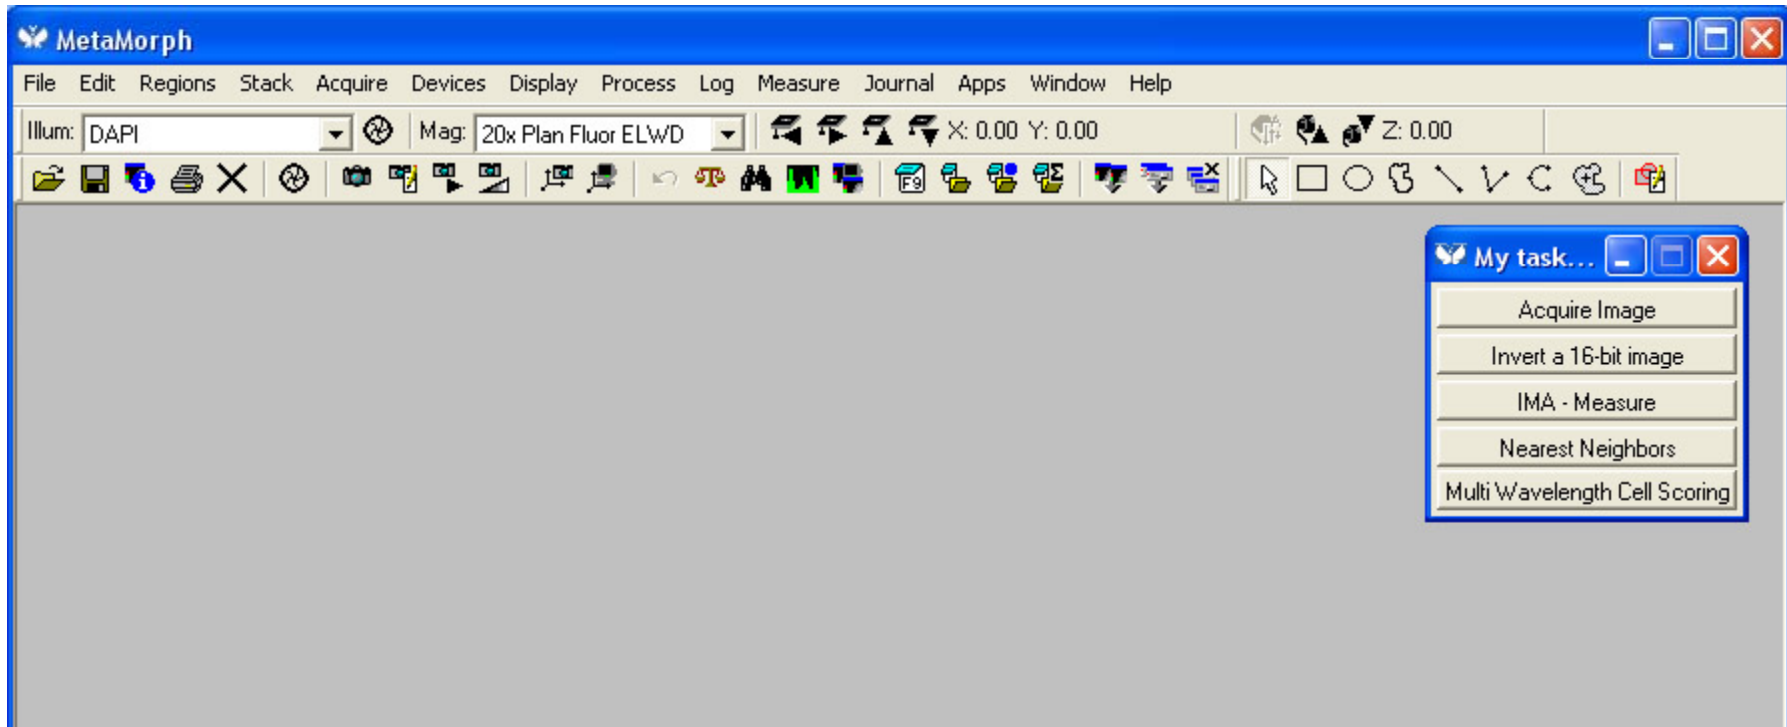 MetaMorph
File Edit Regions Stack Acquire Devices Display Process Log Measure Journal Apps Window Help
Illum: DAPI Mag: 20x Plan Fluor ELWD X: 0.00 Y: 0.00 Z: 0.00
F9
My task...
Acquire Image
Invert a 16-bit image
IMA - Measure
Nearest Neighbors
Multi Wavelength Cell Scoring